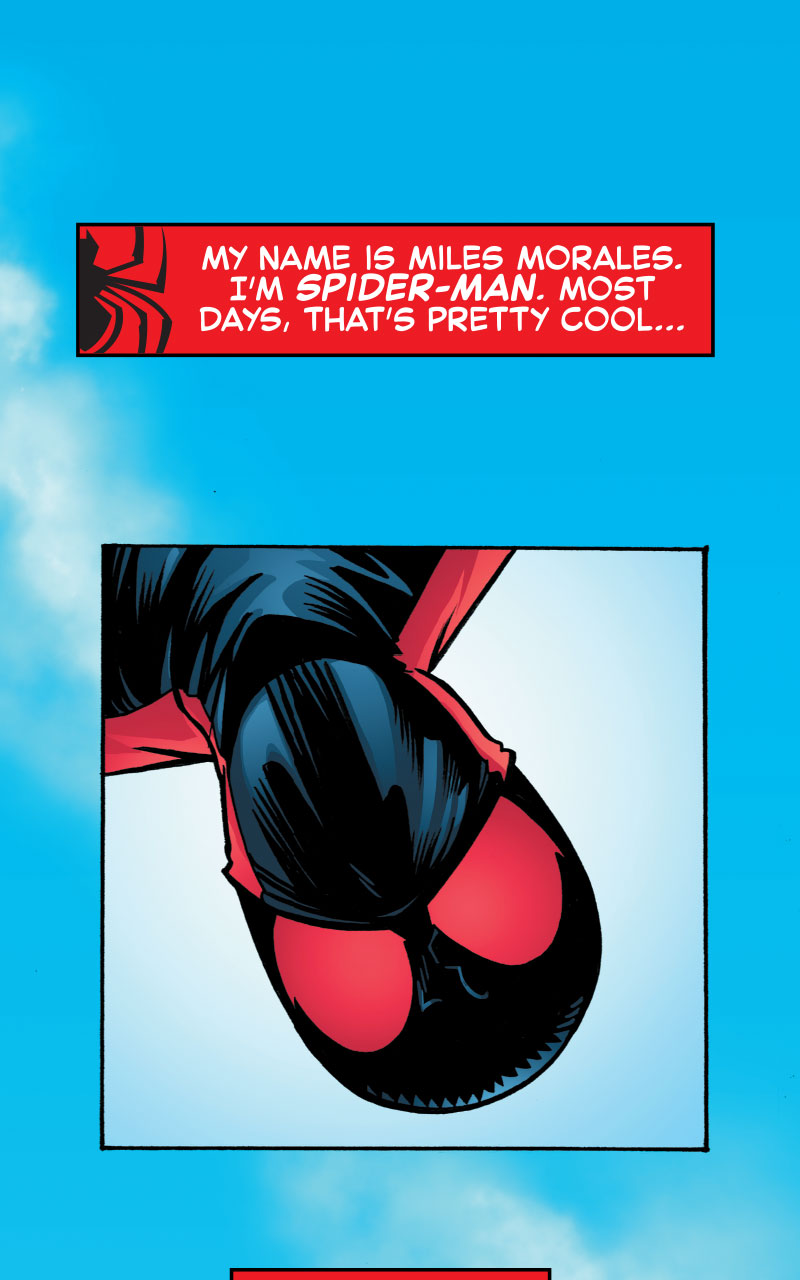 MY NAME IS MILES MORALES.
I'M SPIDER-MAN. MOST
DAYS, THAT'S PRETTY COOL...